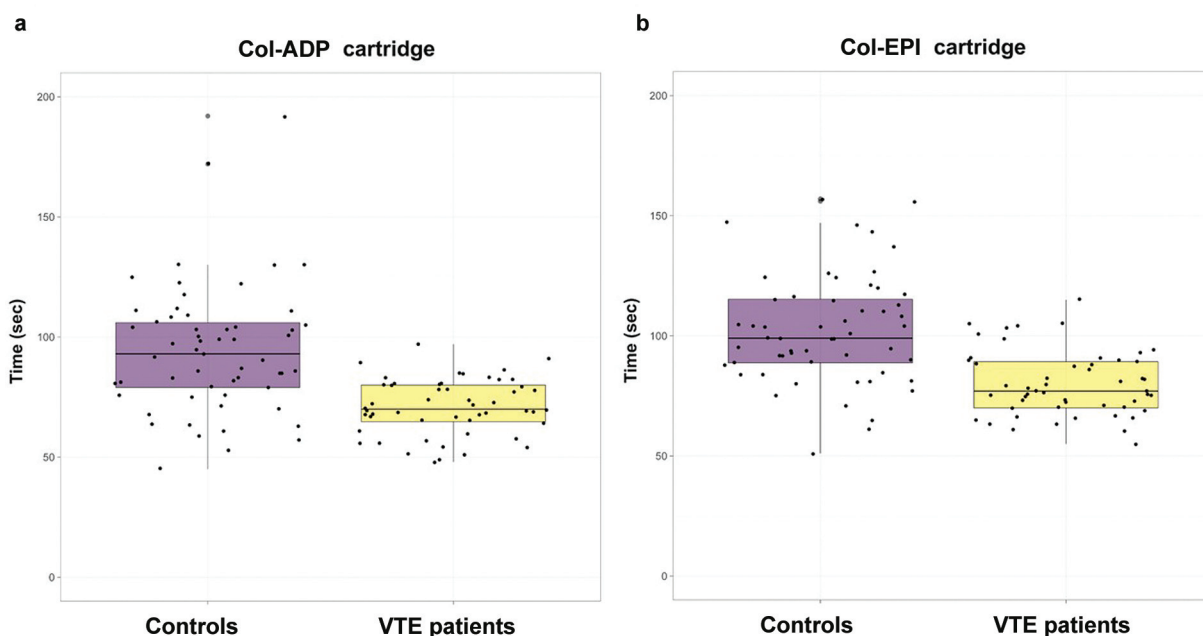 a
Col-ADP cartridge
Time (sec)
200
150
100
50
0
Controls VTE patients
b
Col-EPI cartridge
Time (sec)
200
150
100
50
0
Controls VTE patients